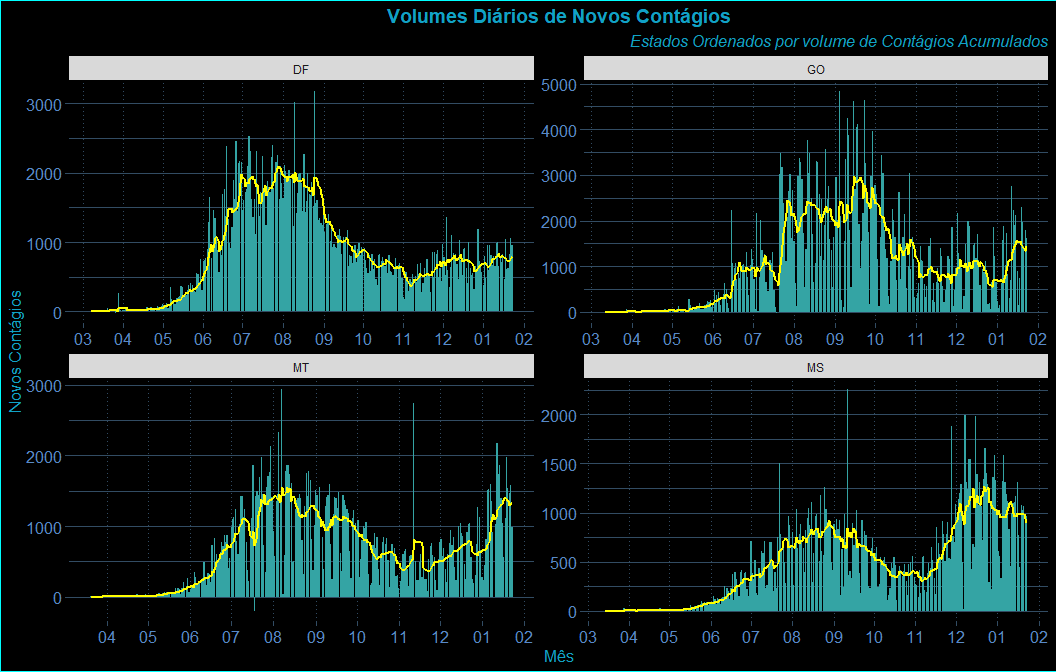 Volumes Diários de Novos Contágios
Estados Ordenados por volume de Contágios Acumulados
DF
3000
2000
1000
0
03 04 05 06 07 08 09 10 11 12 01 02
GO
5000
4000
3000
2000
1000
0
03 04 05 06 07 08 09 10 11 12 01 02
Novos Contágios
MT
3000
2000
1000
0
04 05 06 07 08 09 10 11 12 01 02
MS
2000
1500
1000
500
0
03 04 05 06 07 08 09 10 11 12 01 02
Mês